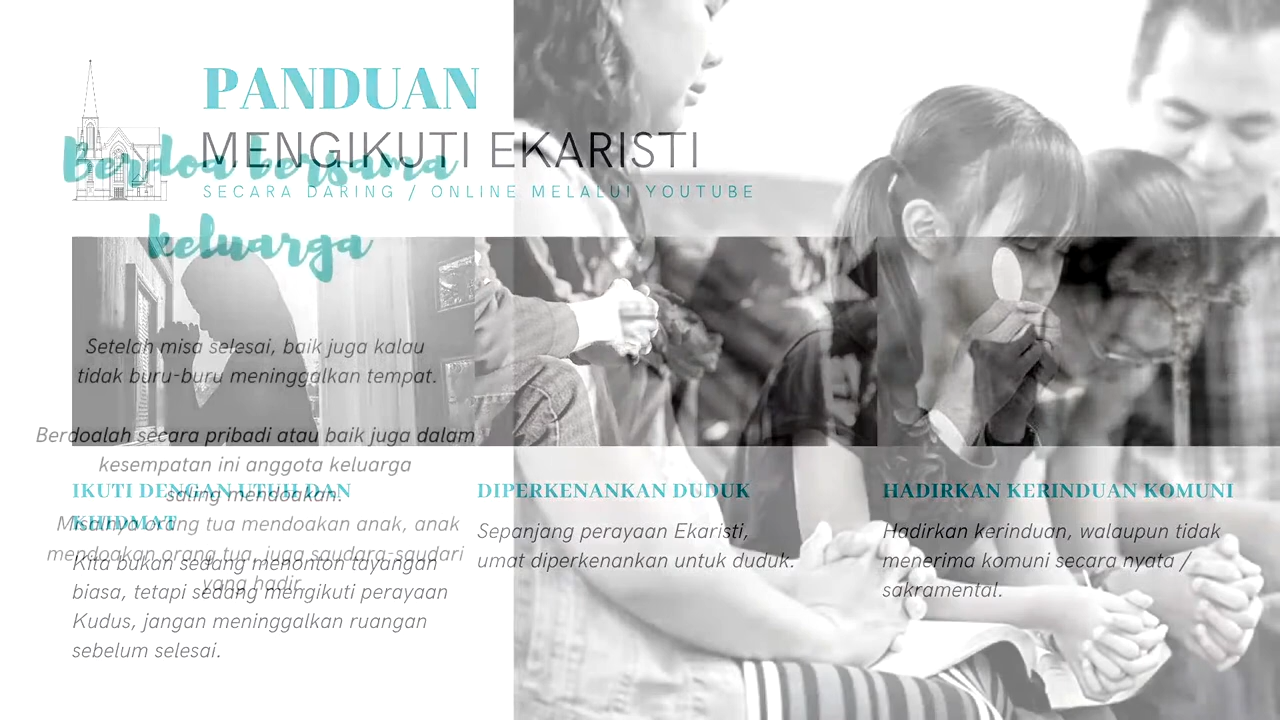 PANDUAN
MENGIKUTI EKARISTI
SECARA DARING / ONLINE MELALUI YOUTUBE
Berdoa bersama
keluarga
Setelah misa selesai, baik juga kalau
tidak buru-buru meninggalkan tempat.
Berdoalah secara pribadi atau baik juga dalam
kesempatan ini anggota keluarga
saling mendoakan.
Misalnya orang tua mendoakan anak, anak
mendoakan orang tua, juga saudara-saudari
yang hadir.
IKUTI DENGAN UTUH DAN
KHIDMAT
Kita bukan sedang menonton tayangan
biasa, tetapi sedang mengikuti perayaan
Kudus, jangan meninggalkan ruangan
sebelum selesai.
DIPERKENANKAN DUDUK
Sepanjang perayaan Ekaristi,
umat diperkenankan untuk duduk.
HADIRKAN KERINDUAN KOMUNI
Hadirkan kerinduan, walaupun tidak
menerima komuni secara nyata /
sakramental.